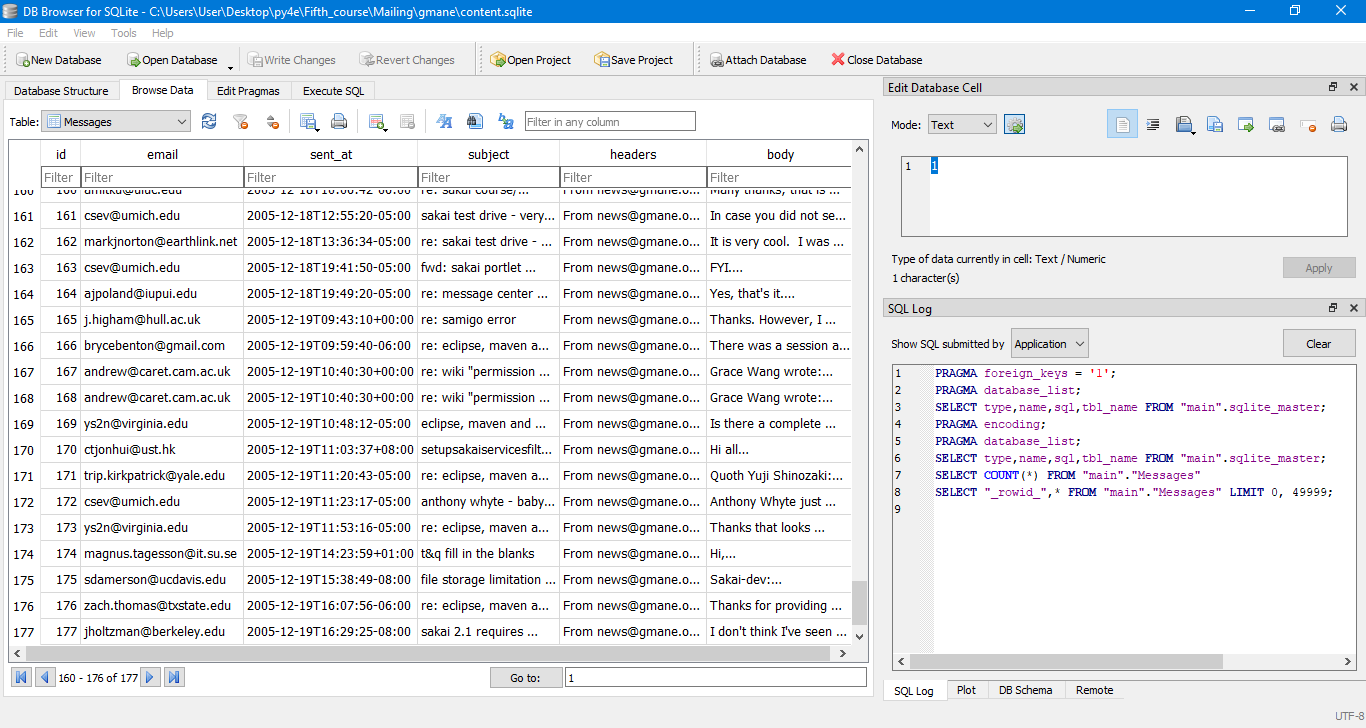 DB Browser for SQLite - C:\Users\User\Desktop\py4e\Fifth_course\Mailing\gmane\content.sqlite
File Edit View Tools Help
New Database Open Database Write Changes Revert Changes Open Project Save Project Attach Database Close Database
Database Structure Browse Data Edit Pragmas Execute SQL
Table: Messages Filter in any column
id email sent_at subject headers body
Filter Filter Filter Filter Filter Filter
160 160 amitku@uiuc.edu re: sakai course/... From news@gmane.o... Many thanks, that is ...
161 161 csev@umich.edu 2005-12-18T12:55:20-05:00 sakai test drive - very... From news@gmane.o... In case you did not se...
162 162 markjnorton@earthlink.net 2005-12-18T13:36:34-05:00 re: sakai test drive - ... From news@gmane.o... It is very cool.  I was ...
163 163 csev@umich.edu 2005-12-18T19:41:50-05:00 fwd: sakai portlet ... From news@gmane.o... FYI....
164 164 ajpoland@iupui.edu 2005-12-18T19:49:20-05:00 re: message center ... From news@gmane.o... Yes, that's it....
165 165 j.higham@hull.ac.uk 2005-12-19T09:43:10+00:00 re: samigo error From news@gmane.o... Thanks. However, I ...
166 166 brycebenton@gmail.com 2005-12-19T09:59:40-06:00 re: eclipse, maven a... From news@gmane.o... There was a session a...
167 167 andrew@caret.cam.ac.uk 2005-12-19T10:40:30+00:00 re: wiki "permission ... From news@gmane.o... Grace Wang wrote:...
168 168 andrew@caret.cam.ac.uk 2005-12-19T10:40:30+00:00 re: wiki "permission ... From news@gmane.o... Grace Wang wrote:...
169 169 ys2n@virginia.edu 2005-12-19T10:48:12-05:00 eclipse, maven and ... From news@gmane.o... Is there a complete ...
170 170 ctjonhui@ust.hk 2005-12-19T11:03:37+08:00 setupsakaiservicesfilt... From news@gmane.o... Hi all...
171 171 trip.kirkpatrick@yale.edu 2005-12-19T11:20:43-05:00 re: eclipse, maven a... From news@gmane.o... Quoth Yuji Shinozaki:...
172 172 csev@umich.edu 2005-12-19T11:23:17-05:00 anthony whyte - baby... From news@gmane.o... Anthony Whyte just ...
173 173 ys2n@virginia.edu 2005-12-19T11:53:16-05:00 re: eclipse, maven a... From news@gmane.o... Thanks that looks ...
174 174 magnus.tagesson@it.su.se 2005-12-19T14:23:59+01:00 t&q fill in the blanks From news@gmane.o... Hi,...
175 175 sdamerson@ucdavis.edu 2005-12-19T15:38:49-08:00 file storage limitation ... From news@gmane.o... Sakai-dev:...
176 176 zach.thomas@txstate.edu 2005-12-19T16:07:56-06:00 re: eclipse, maven a... From news@gmane.o... Thanks for providing ...
177 177 jholtzman@berkeley.edu 2005-12-19T16:29:25-08:00 sakai 2.1 requires ... From news@gmane.o... I don't think I've seen ...
160 - 176 of 177 Go to: 1
Edit Database Cell
Mode: Text
1 1
Type of data currently in cell: Text / Numeric
1 character(s)
Apply
SQL Log
Show SQL submitted by Application Clear
1 PRAGMA foreign_keys = '1';
2 PRAGMA database_list;
3 SELECT type,name,sql,tbl_name FROM "main".sqlite_master;
4 PRAGMA encoding;
5 PRAGMA database_list;
6 SELECT type,name,sql,tbl_name FROM "main".sqlite_master;
7 SELECT COUNT(*) FROM "main"."Messages"
8 SELECT "_rowid_",* FROM "main"."Messages" LIMIT 0, 49999;
9
SQL Log Plot DB Schema Remote
UTF-8